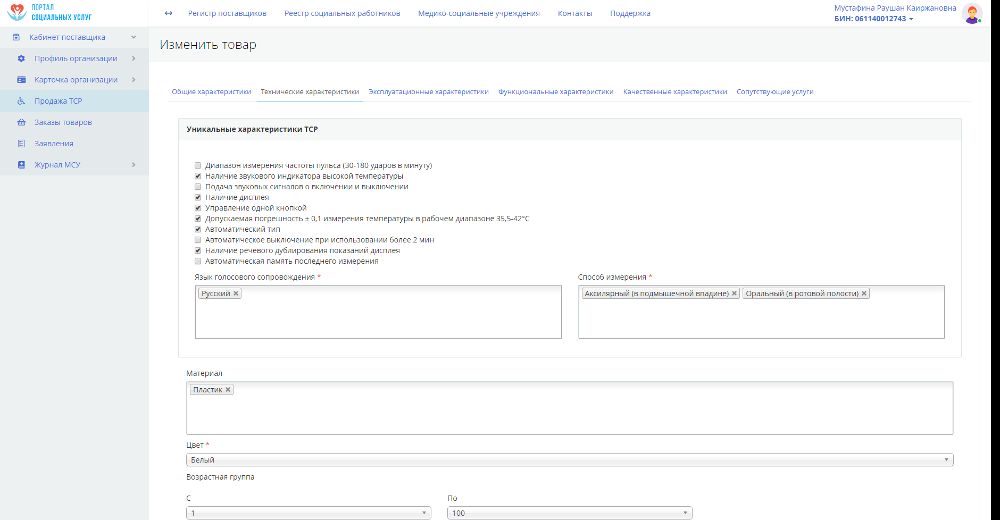 ПОРТАЛ
СОЦИАЛЬНЫХ УСЛУГ
Регистр поставщиков Реестр социальных работников Медико-социальные учреждения Контакты Поддержка
Мустафина Раушан Каиржановна
БИН: 061140012743
Кабинет поставщика
Профиль организации
Карточка организации
Продажа ТСР
Заказы товаров
Заявления
Журнал МСУ
Изменить товар
Общие характеристики Технические характеристики Эксплуатационные характеристики Функциональные характеристики Качественные характеристики Сопутствующие услуги
Уникальные характеристики ТСР
Диапазон измерения частоты пульса (30-180 ударов в минуту)
Наличие звукового индикатора высокой температуры
Подача звуковых сигналов о включении и выключении
Наличие дисплея
Управление одной кнопкой
Допускаемая погрешность ± 0,1 измерения температуры в рабочем диапазоне 35,5-42°С
Автоматический тип
Автоматическое выключение при использовании более 2 мин
Наличие речевого дублирования показаний дисплея
Автоматическая память последнего измерения
Язык голосового сопровождения * Способ измерения *
Русский Аксилярный (в подмышечной впадине) Оральный (в ротовой полости)
Материал
Пластик
Цвет *
Белый
Возрастная группа
С По
1 100